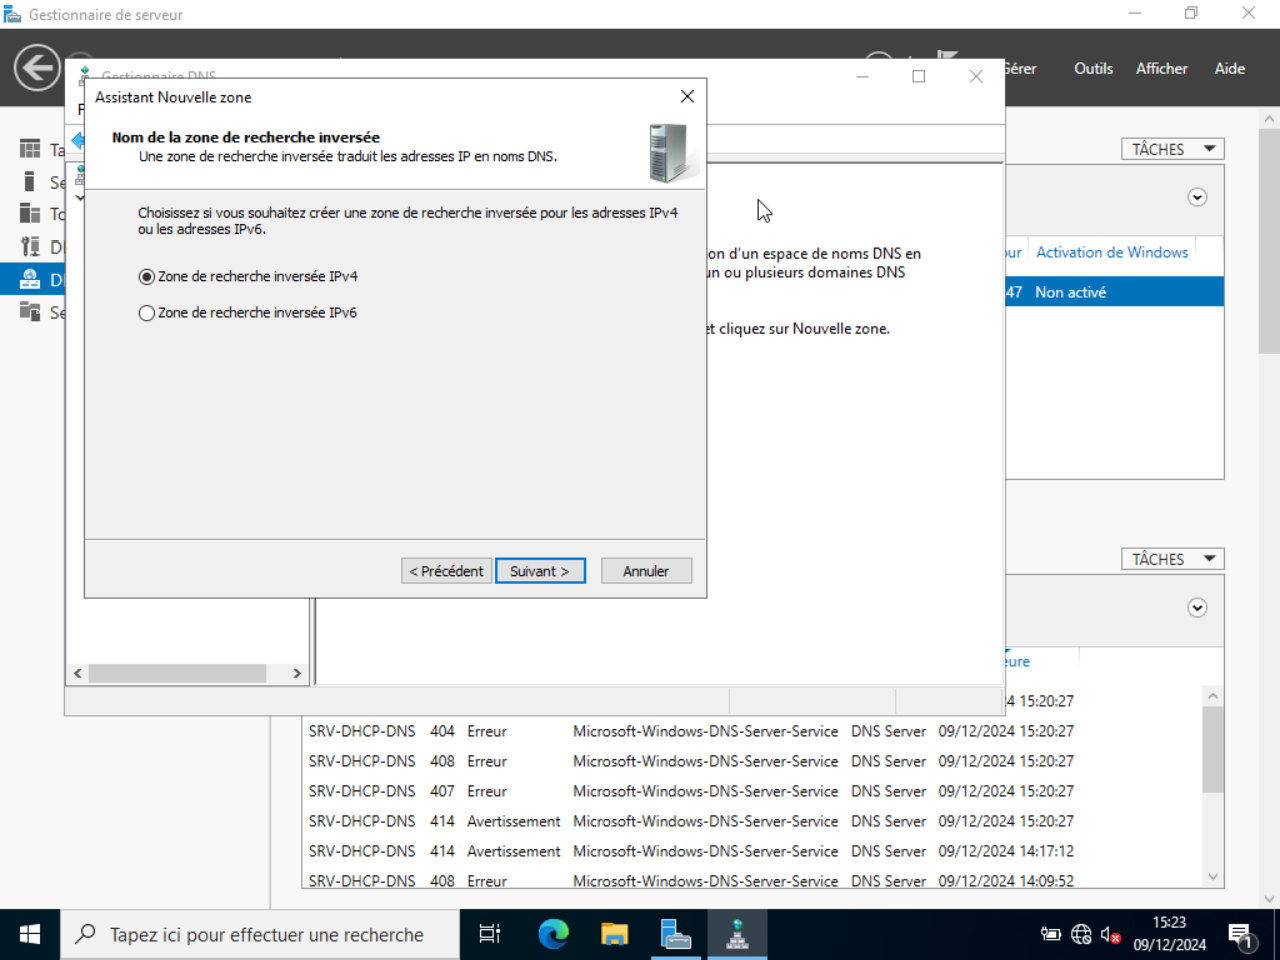 Gestionnaire de serveur
Gérer
Outils
Afficher
Aide
Gestionnaire DNS
Assistant Nouvelle zone
Nom de la zone de recherche inversée
Une zone de recherche inversée traduit les adresses IP en noms DNS.
Choisissez si vous souhaitez créer une zone de recherche inversée pour les adresses IPv4
ou les adresses IPv6.
Zone de recherche inversée IPv4
Zone de recherche inversée IPv6
< Précédent
Suivant >
Annuler
on d'un espace de noms DNS en
un ou plusieurs domaines DNS
et cliquez sur Nouvelle zone.
Ta
Se
To
D
D
Se
TÂCHES
our
Activation de Windows
47
Non activé
TÂCHES
eure
4 15:20:27
SRV-DHCP-DNS 404 Erreur Microsoft-Windows-DNS-Server-Service DNS Server 09/12/2024 15:20:27
SRV-DHCP-DNS 408 Erreur Microsoft-Windows-DNS-Server-Service DNS Server 09/12/2024 15:20:27
SRV-DHCP-DNS 407 Erreur Microsoft-Windows-DNS-Server-Service DNS Server 09/12/2024 15:20:27
SRV-DHCP-DNS 414 Avertissement Microsoft-Windows-DNS-Server-Service DNS Server 09/12/2024 15:20:27
SRV-DHCP-DNS 414 Avertissement Microsoft-Windows-DNS-Server-Service DNS Server 09/12/2024 14:17:12
SRV-DHCP-DNS 408 Erreur Microsoft-Windows-DNS-Server-Service DNS Server 09/12/2024 14:09:52
Tapez ici pour effectuer une recherche
15:23
09/12/2024
1